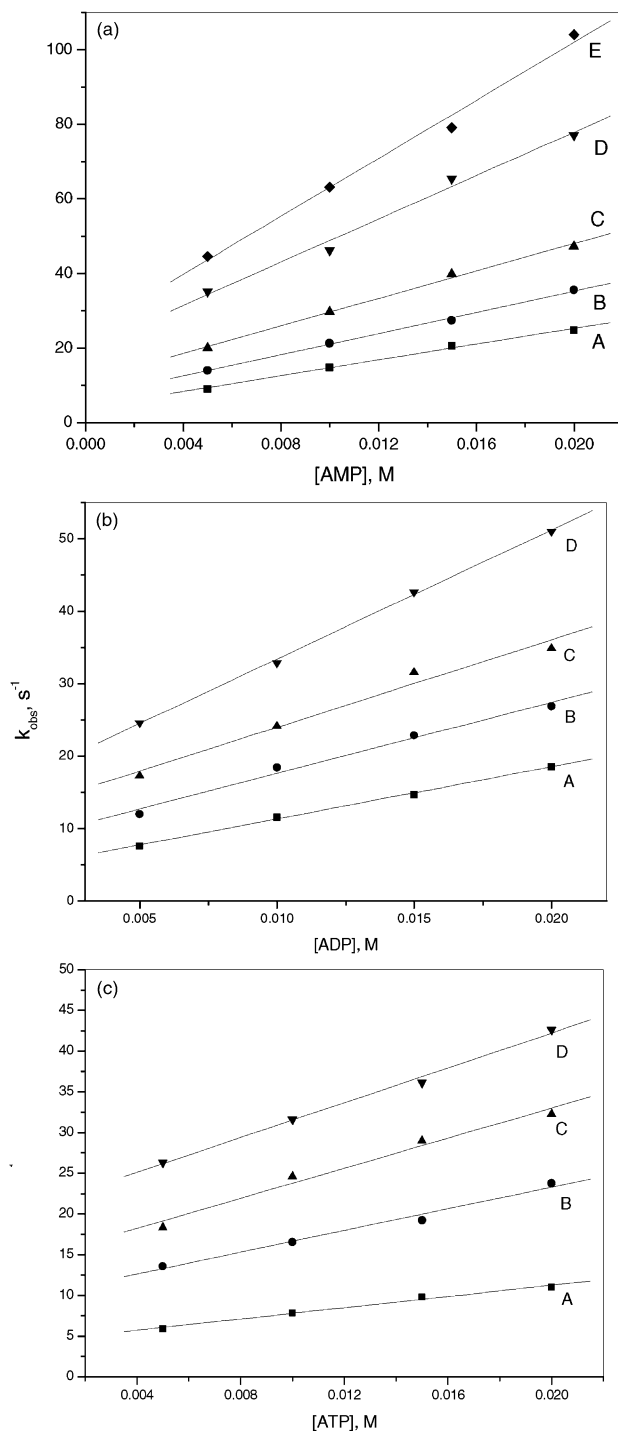 (a)
100
80
60
40
20
0
E
D
C
B
A
0.000 0.004 0.008 0.012 0.016 0.020
[AMP], M
(b)
50
40
30
20
10
0
D
C
B
A
0.005 0.010 0.015 0.020
[ADP], M
k_obs, s⁻¹
(c)
50
45
40
35
30
25
20
15
10
5
0
D
C
B
A
0.004 0.008 0.012 0.016 0.020
[ATP], M